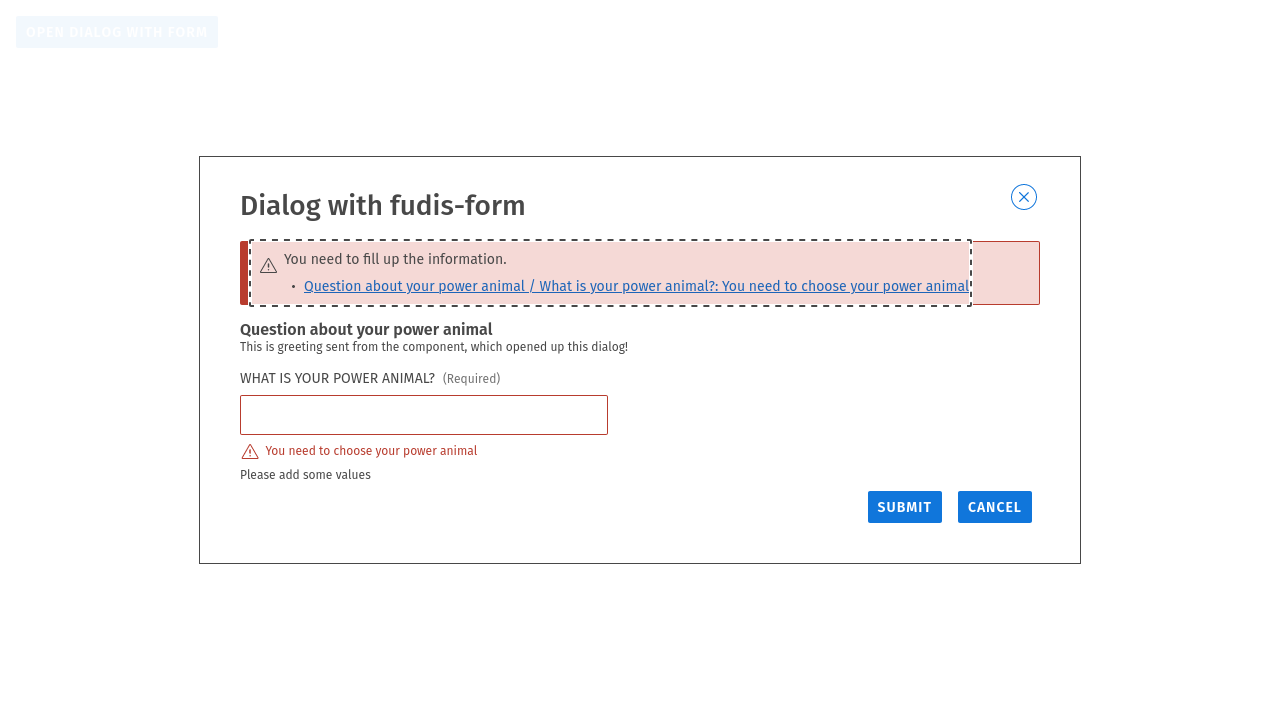 OPEN DIALOG WITH FORM
Dialog with fudis-form
You need to fill up the information.
• Question about your power animal / What is your power animal?: You need to choose your power animal
Question about your power animal
This is greeting sent from the component, which opened up this dialog!
WHAT IS YOUR POWER ANIMAL? (Required)
You need to choose your power animal
Please add some values
SUBMIT CANCEL